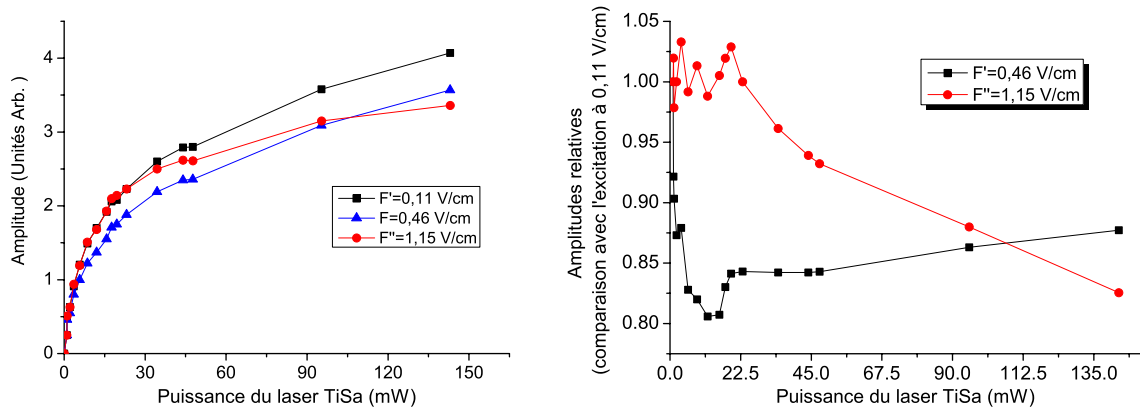 Amplitude (Unités Arb. )
4
3
2
1
0
0
30
60
90
120
150
Puissance du laser TiSa (mW)
F'=0,11 V/cm
F=0,46 V/cm
F''=1,15 V/cm
Amplitudes relatives
(comparaison avec l'excitation à 0,11 V/cm)
1.05
1.00
0.95
0.90
0.85
0.80
0.0
22.5
45.0
67.5
90.0
112.5
135.0
Puissance du laser TiSa (mW)
F'=0,46 V/cm
F''=1,15 V/cm